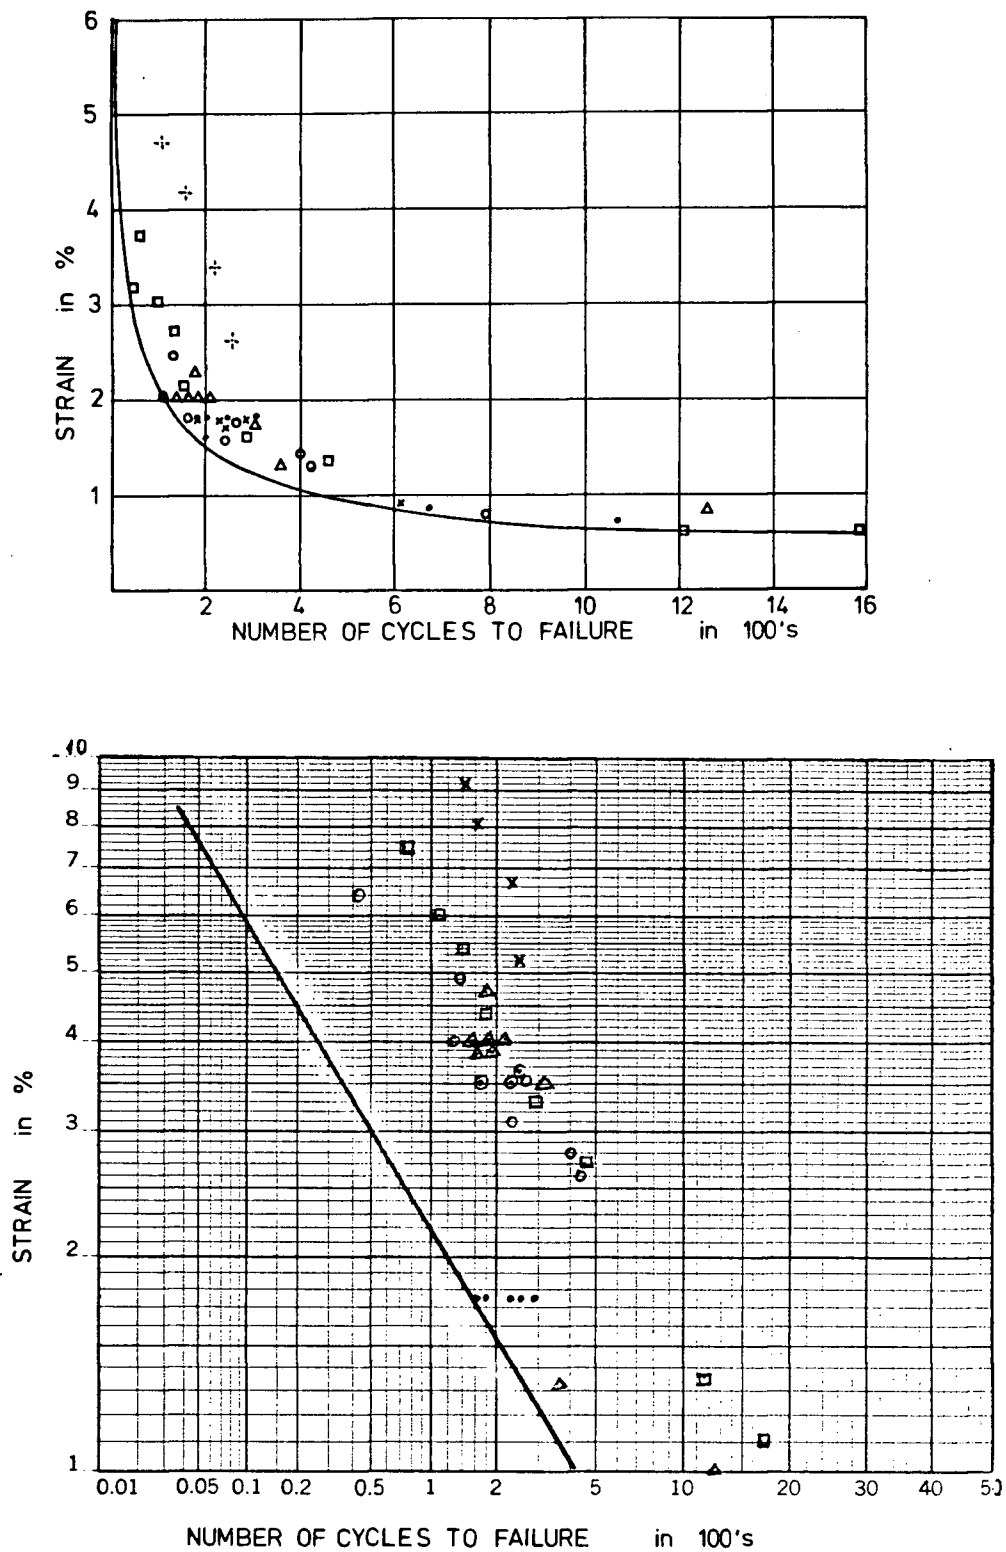 6
5
4
3
2
1
STRAIN in %
2 4 6 8 10 12 14 16
NUMBER OF CYCLES TO FAILURE in 100's
10
9
8
7
6
5
4
3
2
1
STRAIN in %
0.01 0.05 0.1 0.2 0.5 1 2 5 10 20 30 40 50
NUMBER OF CYCLES TO FAILURE in 100's